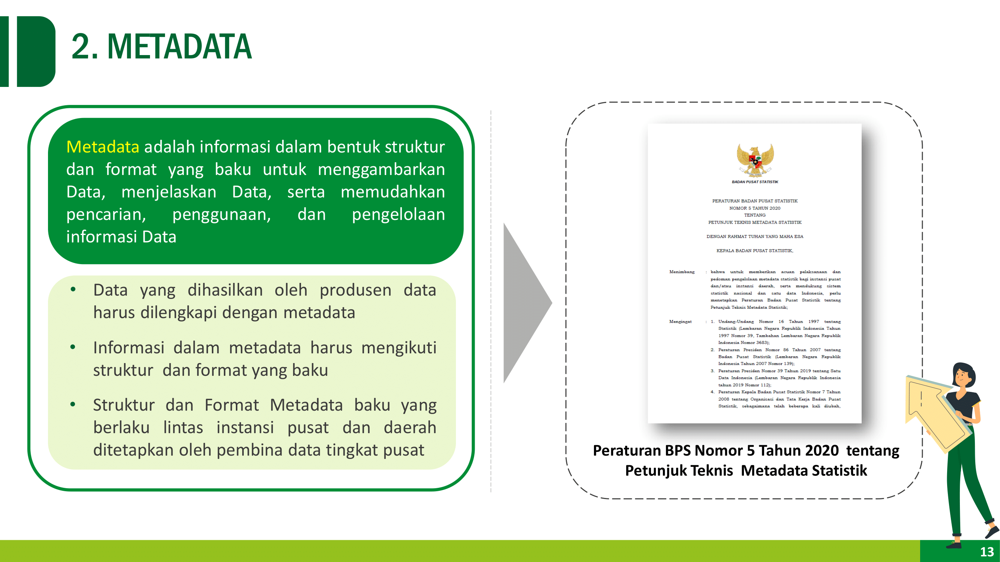 2. METADATA
Metadata adalah informasi dalam bentuk struktur
dan format yang baku untuk menggambarkan
Data, menjelaskan Data, serta memudahkan
pencarian, penggunaan, dan pengelolaan
informasi Data
• Data yang dihasilkan oleh produsen data
harus dilengkapi dengan metadata
• Informasi dalam metadata harus mengikuti
struktur dan format yang baku
• Struktur dan Format Metadata baku yang
berlaku lintas instansi pusat dan daerah
ditetapkan oleh pembina data tingkat pusat
BADAN PUSAT STATISTIK
PERATURAN BADAN PUSAT STATISTIK
NOMOR 5 TAHUN 2020
TENTANG
PETUNJUK TEKNIS METADATA STATISTIK
DENGAN RAHMAT TUHAN YANG MAHA ESA
KEPALA BADAN PUSAT STATISTIK,
Menimbang : bahwa untuk memberikan acuan pelaksanaan dan
pedoman pengelolaan metadata statistik bagi instansi pusat
dan/atau instansi daerah, serta mendukung sistem
statistik nasional dan satu data Indonesia, perlu
menetapkan Peraturan Badan Pusat Statistik tentang
Petunjuk Teknis Metadata Statistik;
Mengingat : 1. Undang-Undang Nomor 16 Tahun 1997 tentang
Statistik (Lembaran Negara Republik Indonesia Tahun
1997 Nomor 39, Tambahan Lembaran Negara Republik
Indonesia Nomor 3683);
2. Peraturan Presiden Nomor 86 Tahun 2007 tentang
Badan Pusat Statistik (Lembaran Negara Republik
Indonesia Tahun 2007 Nomor 139);
3. Peraturan Presiden Nomor 39 Tahun 2019 tentang Satu
Data Indonesia (Lembaran Negara Republik Indonesia
tahun 2019 Nomor 112);
4. Peraturan Kepala Badan Pusat Statistik Nomor 7 Tahun
2008 tentang Organisasi dan Tata Kerja Badan Pusat
Statistik, sebagaimana telah beberapa kali diubah,
Peraturan BPS Nomor 5 Tahun 2020 tentang
Petunjuk Teknis Metadata Statistik
13